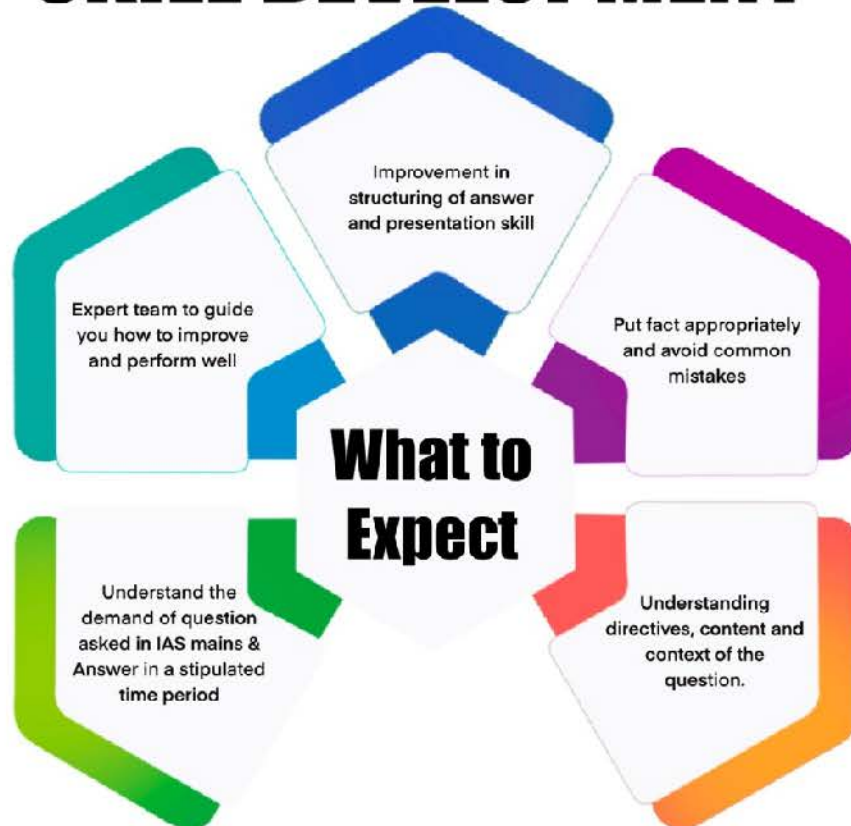 SKILL DEVELOPMENT
Improvement in
structuring of answer
and presentation skill
Expert team to guide
you how to improve
and perform well
Put fact appropriately
and avoid common
mistakes
What to
Expect
Understand the
demand of question
asked in IAS mains &
Answer in a stipulated
time period
Understanding
directives, content and
context of the
question.